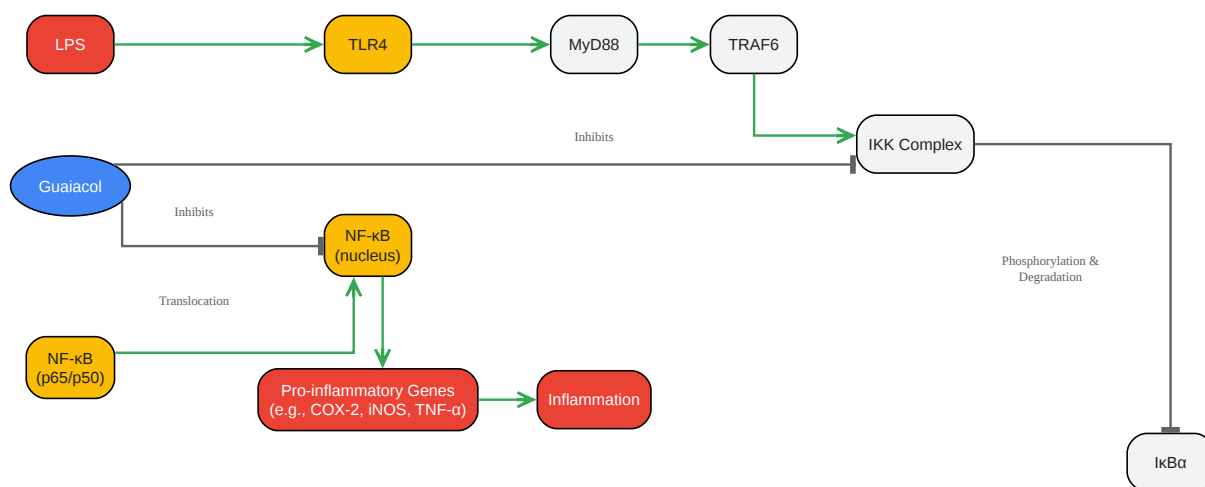 LPS
TLR4
MyD88
TRAF6
Inhibits
IKK Complex
Guaiacol
Inhibits
NF-κB
(nucleus)
Phosphorylation &
Degradation
Translocation
NF-κB
(p65/p50)
Pro-inflammatory Genes
(e.g., COX-2, iNOS, TNF-α)
Inflammation
IκBα